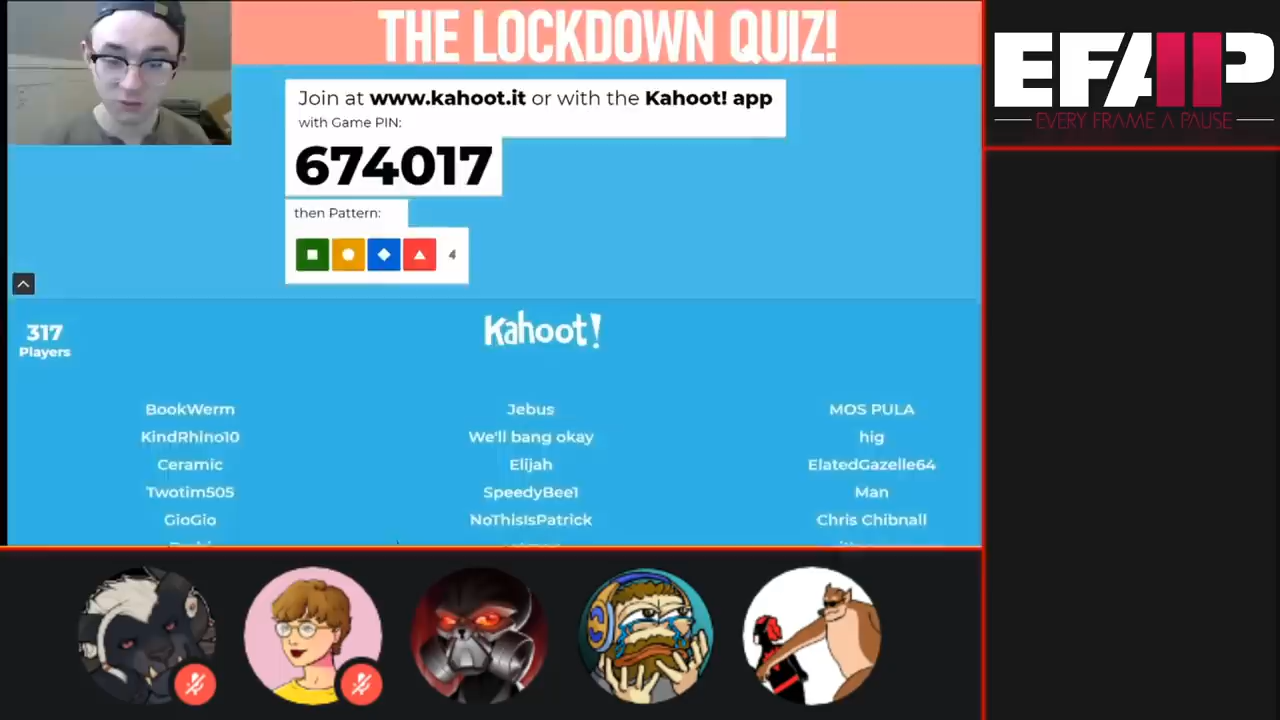 THE LOCKDOWN QUIZ!
EFAP
EVERY FRAME A PAUSE
Join at www.kahoot.it or with the Kahoot! app
with Game PIN:
674017
then Pattern:
4
317
Players
Kahoot!
BookWerm
Jebus
MOS PULA
KindRhino10
We'll bang okay
hig
Ceramic
Elijah
ElatedGazelle64
Twotim505
SpeedyBee1
Man
GioGio
NoThisIsPatrick
Chris Chibnall